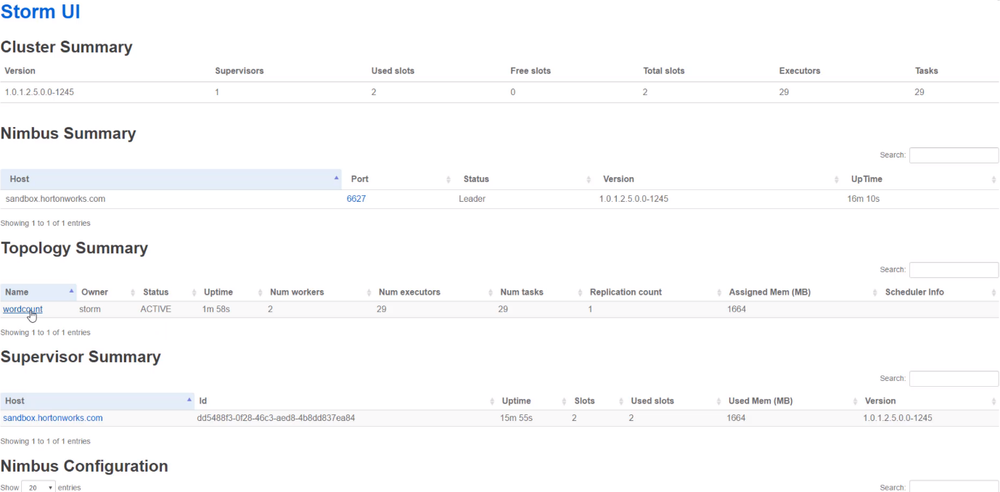 Storm UI
Cluster Summary
Version Supervisors Used slots Free slots Total slots Executors Tasks
1.0.1.2.5.0.0-1245 1 2 0 2 29 29
Nimbus Summary
Search:
Host Port Status Version UpTime
sandbox.hortonworks.com 6627 Leader 1.0.1.2.5.0.0-1245 16m 10s
Showing 1 to 1 of 1 entries
Topology Summary
Search:
Name Owner Status Uptime Num workers Num executors Num tasks Replication count Assigned Mem (MB) Scheduler Info
wordcount storm ACTIVE 1m 58s 2 29 29 1 1664
Showing 1 to 1 of 1 entries
Supervisor Summary
Search:
Host Id Uptime Slots Used slots Used Mem (MB) Version
sandbox.hortonworks.com dd5488f3-0f28-46c3-aed8-4b8dd837ea84 15m 55s 2 2 1664 1.0.1.2.5.0.0-1245
Showing 1 to 1 of 1 entries
Nimbus Configuration
Show 20 entries Search: